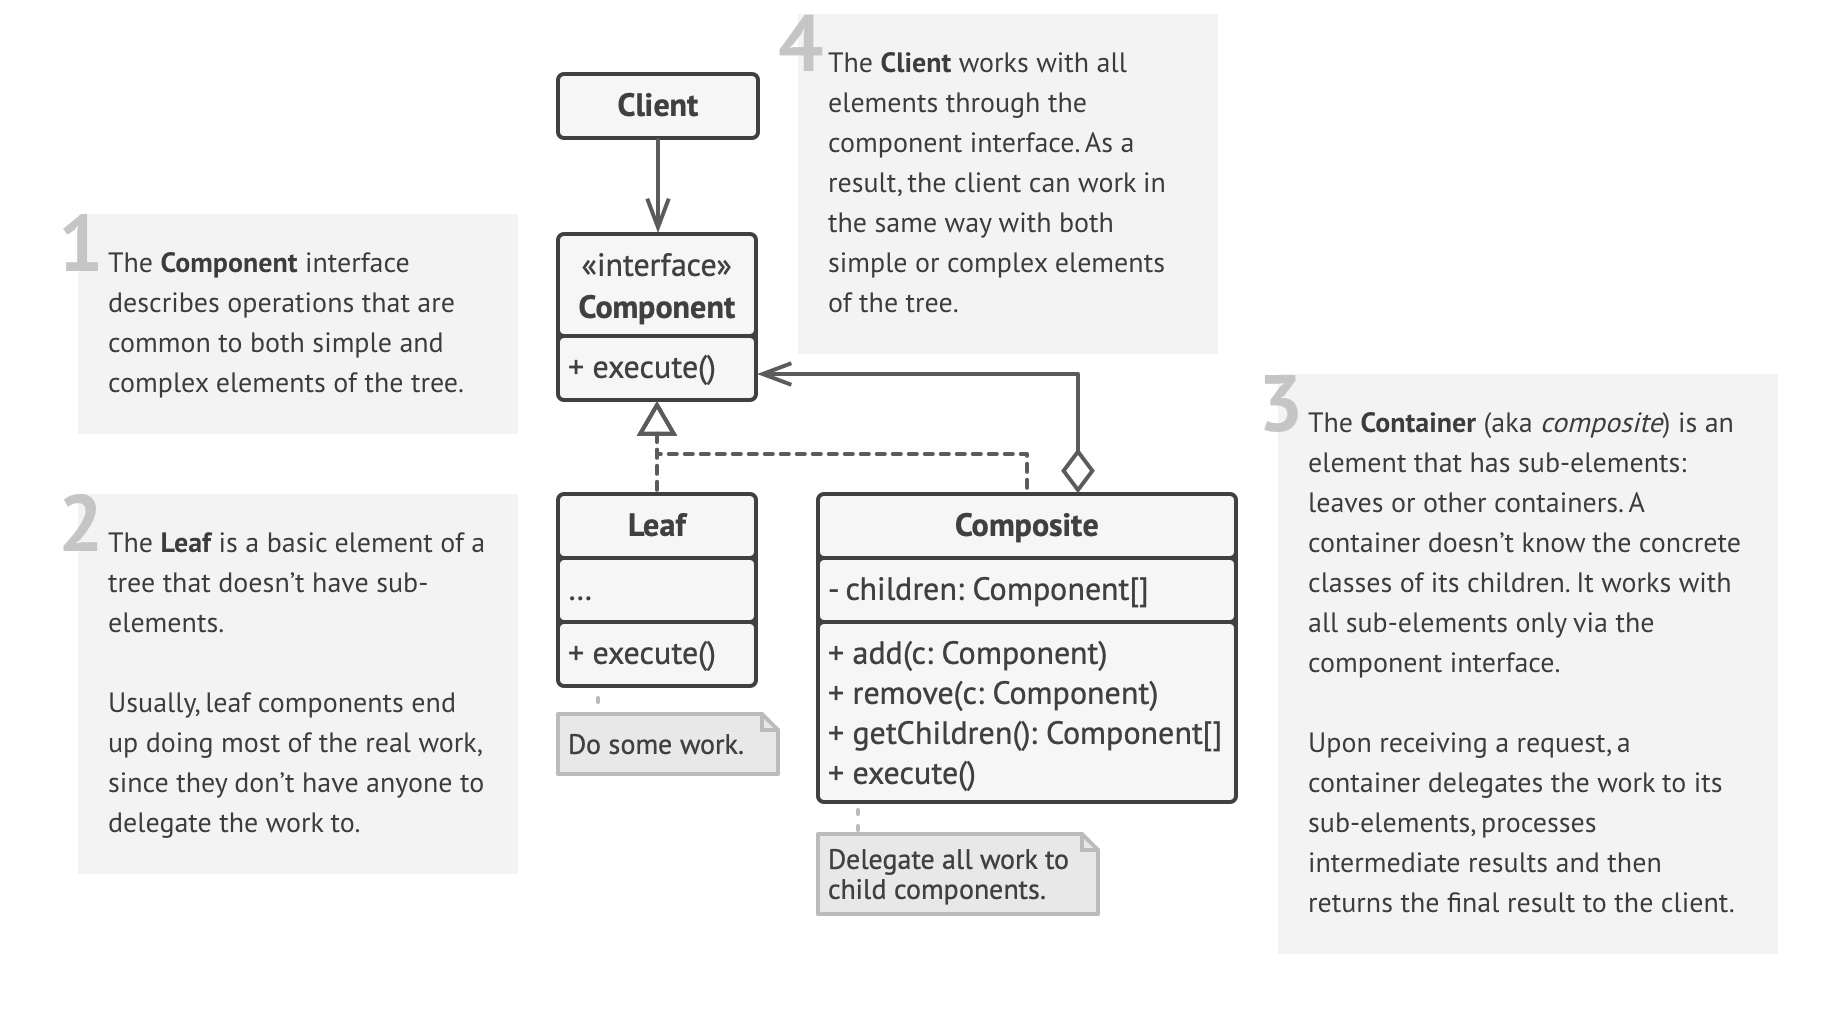 4
The Client works with all
elements through the
component interface. As a
result, the client can work in
the same way with both
simple or complex elements
of the tree.
Client
1
The Component interface
describes operations that are
common to both simple and
complex elements of the tree.
«interface»
Component
+ execute()
3
The Container (aka composite) is an
element that has sub-elements:
leaves or other containers. A
container doesn’t know the concrete
classes of its children. It works with
all sub-elements only via the
component interface.
Upon receiving a request, a
container delegates the work to its
sub-elements, processes
intermediate results and then
returns the final result to the client.
2
The Leaf is a basic element of a
tree that doesn’t have sub-
elements.
Usually, leaf components end
up doing most of the real work,
since they don’t have anyone to
delegate the work to.
Leaf
...
+ execute()
Do some work.
Composite
- children: Component[]
+ add(c: Component)
+ remove(c: Component)
+ getChildren(): Component[]
+ execute()
Delegate all work to
child components.